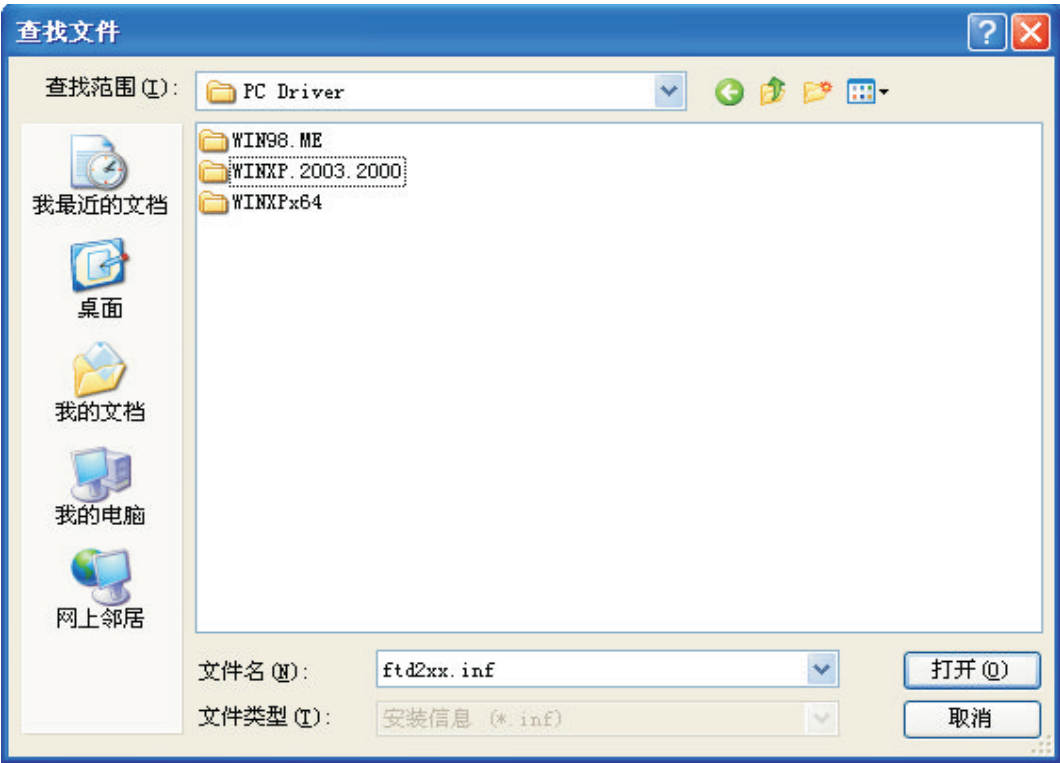 查找文件
查找范围(I):
PC Driver
WIN98.ME
WINXP.2003.2000
WINXPx64
我最近的文档
桌面
我的文档
我的电脑
网上邻居
文件名(N):
ftd2xx.inf
打开(O)
文件类型(T):
安装信息 (*.inf)
取消